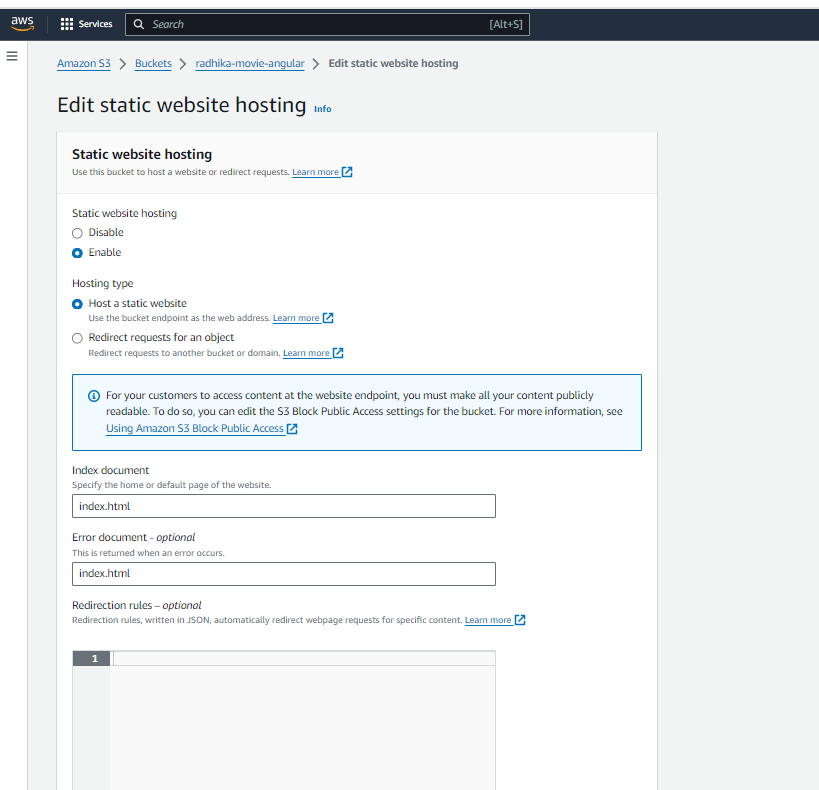 aws Services Search [Alt+S]
Amazon S3 > Buckets > radhika-movie-angular > Edit static website hosting
Edit static website hosting Info
Static website hosting
Use this bucket to host a website or redirect requests. Learn more
Static website hosting
Disable
Enable
Hosting type
Host a static website
Use the bucket endpoint as the web address. Learn more
Redirect requests for an object
Redirect requests to another bucket or domain. Learn more
For your customers to access content at the website endpoint, you must make all your content publicly
readable. To do so, you can edit the S3 Block Public Access settings for the bucket. For more information, see
Using Amazon S3 Block Public Access
Index document
Specify the home or default page of the website.
index.html
Error document - optional
This is returned when an error occurs.
index.html
Redirection rules – optional
Redirection rules, written in JSON, automatically redirect webpage requests for specific content. Learn more
1